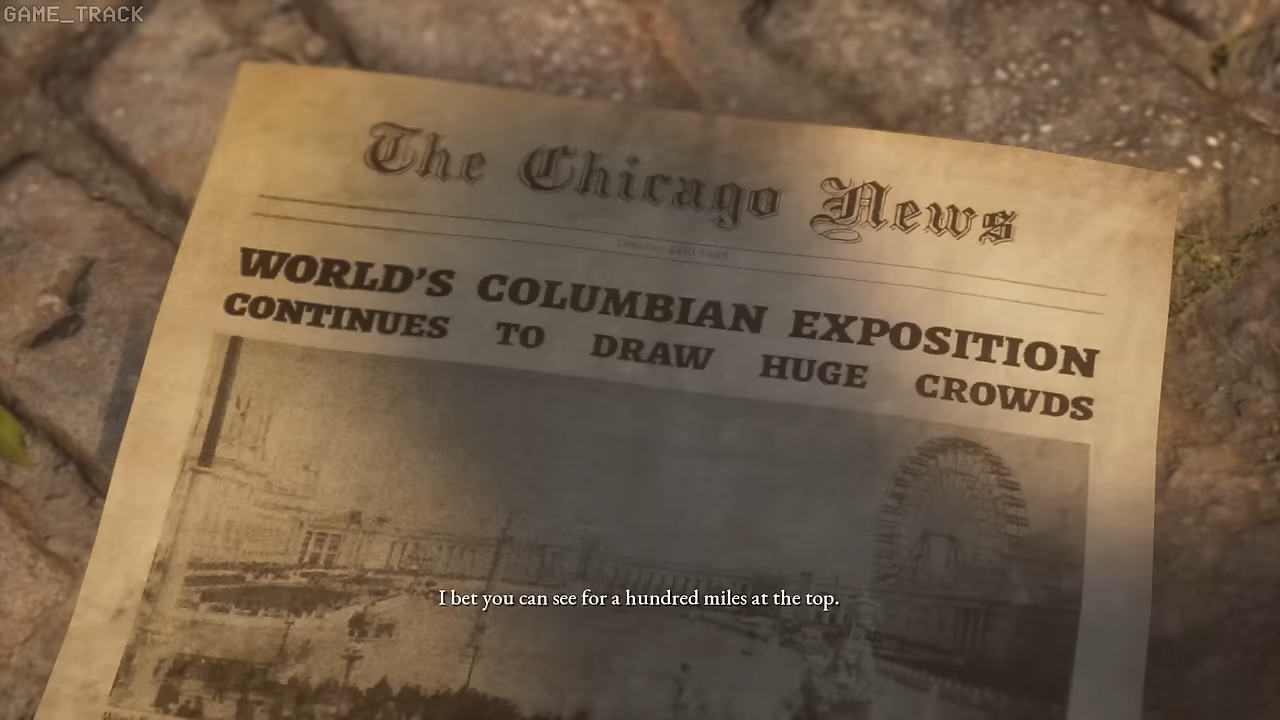 GAME_TRACK
The Chicago News
WORLD'S COLUMBIAN EXPOSITION
CONTINUES TO DRAW HUGE CROWDS
I bet you can see for a hundred miles at the top.